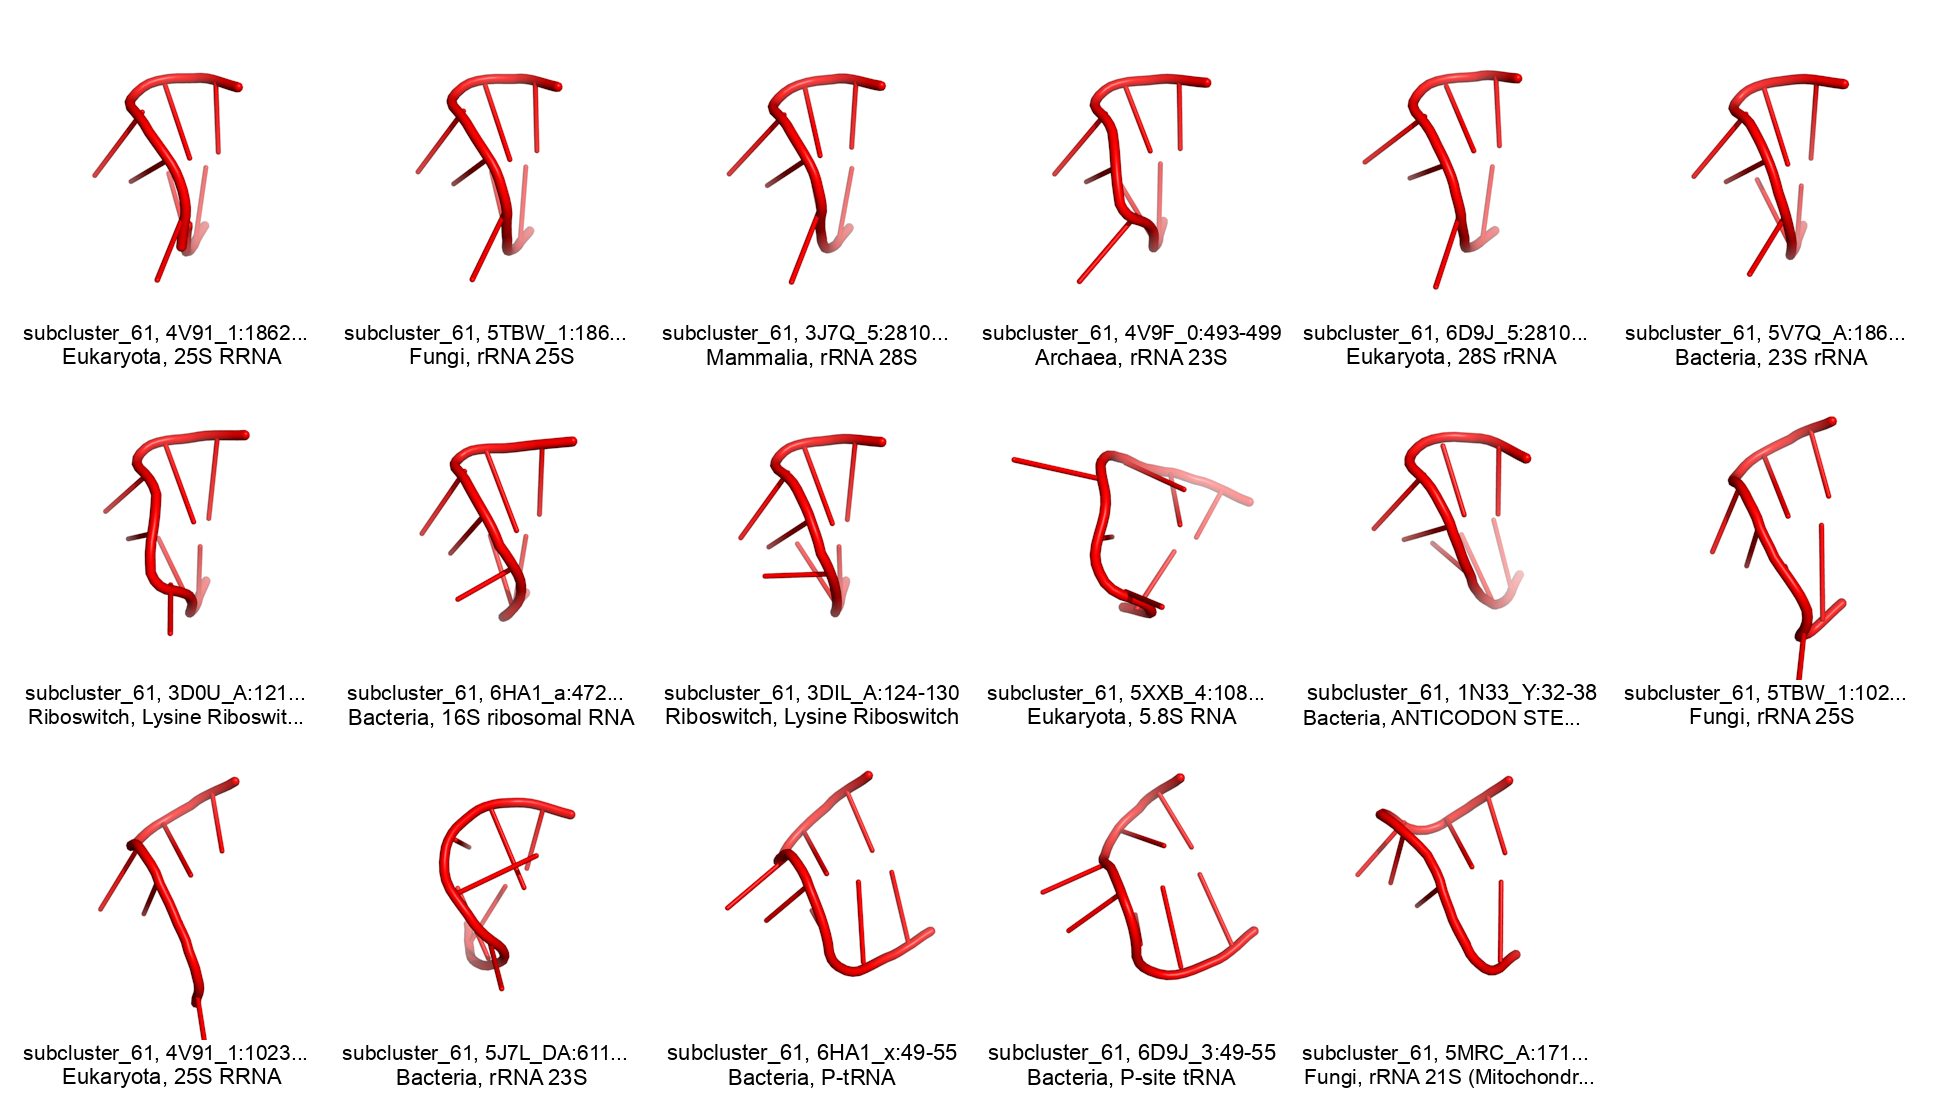 subcluster_61, 4V91_1:1862...
Eukaryota, 25S RRNA
subcluster_61, 5TBW_1:186...
Fungi, rRNA 25S
subcluster_61, 3J7Q_5:2810...
Mammalia, rRNA 28S
subcluster_61, 4V9F_0:493-499
Archaea, rRNA 23S
subcluster_61, 6D9J_5:2810...
Eukaryota, 28S rRNA
subcluster_61, 5V7Q_A:186...
Bacteria, 23S rRNA
subcluster_61, 3D0U_A:121...
Riboswitch, Lysine Riboswit...
subcluster_61, 6HA1_a:472...
Bacteria, 16S ribosomal RNA
subcluster_61, 3DIL_A:124-130
Riboswitch, Lysine Riboswitch
subcluster_61, 5XXB_4:108...
Eukaryota, 5.8S RNA
subcluster_61, 1N33_Y:32-38
Bacteria, ANTICODON STE...
subcluster_61, 5TBW_1:102...
Fungi, rRNA 25S
subcluster_61, 4V91_1:1023...
Eukaryota, 25S RRNA
subcluster_61, 5J7L_DA:611...
Bacteria, rRNA 23S
subcluster_61, 6HA1_x:49-55
Bacteria, P-tRNA
subcluster_61, 6D9J_3:49-55
Bacteria, P-site tRNA
subcluster_61, 5MRC_A:171...
Fungi, rRNA 21S (Mitochondr...